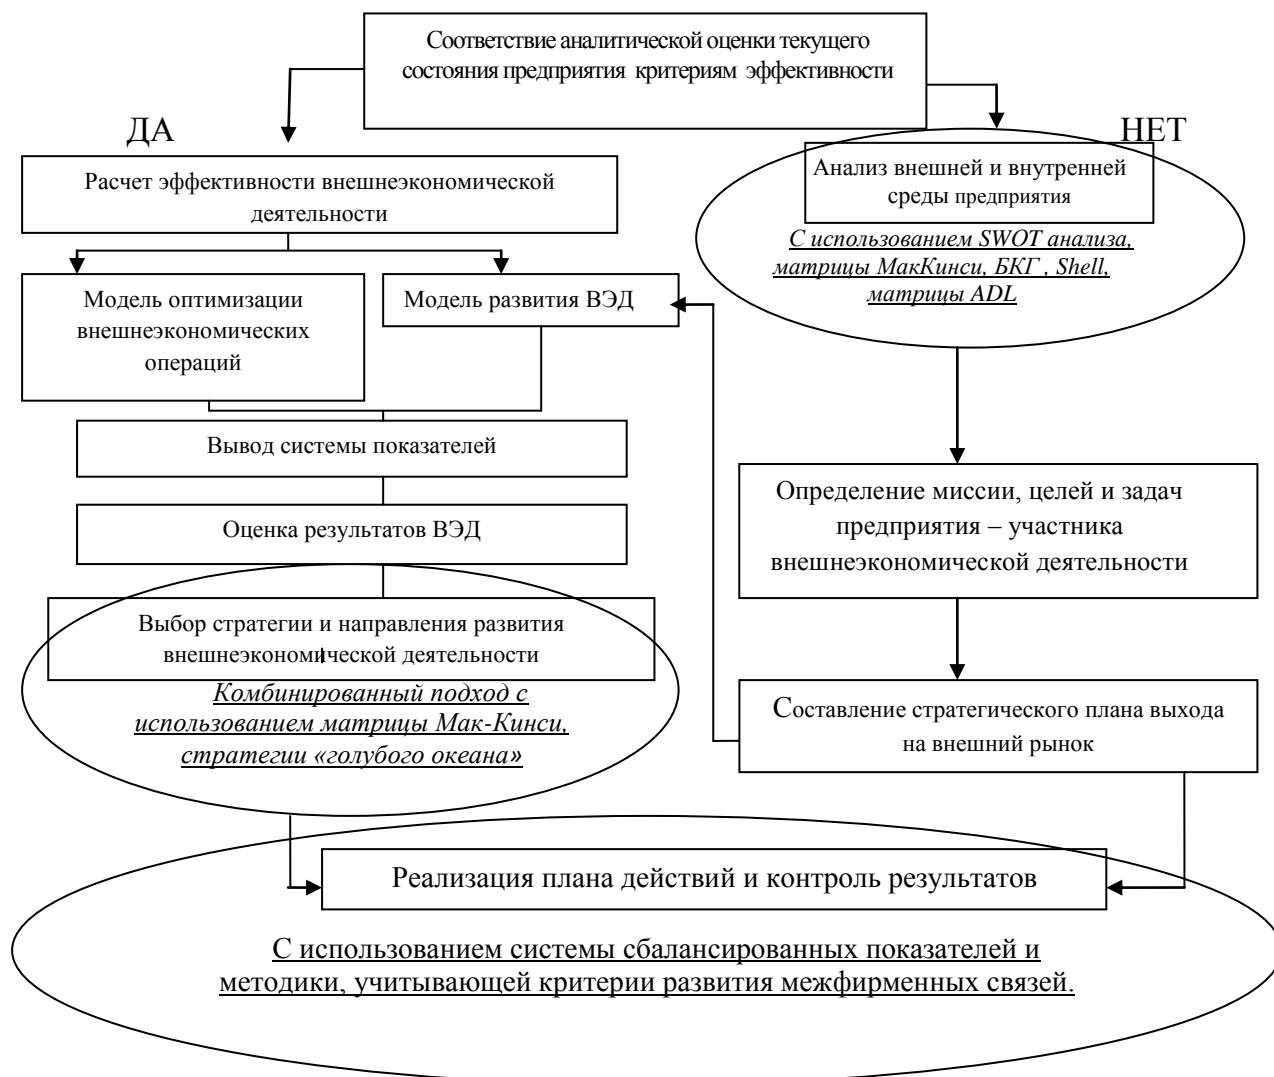 Соответствие аналитической оценки текущего
состояния предприятия критериям эффективности
ДА
НЕТ
Расчет эффективности внешнеэкономической
деятельности
Анализ внешней и внутренней
среды предприятия
С использованием SWOT анализа,
матрицы МакКинси, БКГ , Shell,
матрицы ADL
Модель оптимизации
внешнеэкономических
операций
Модель развития ВЭД
Вывод системы показателей
Оценка результатов ВЭД
Определение миссии, целей и задач
предприятия – участника
внешнеэкономической деятельности
Выбор стратегии и направления развития
внешнеэкономической деятельности
Комбинированный подход с
использованием матрицы Мак-Кинси,
стратегии «голубого океана»
Составление стратегического плана выхода
на внешний рынок
Реализация плана действий и контроль результатов
С использованием системы сбалансированных показателей и
методики, учитывающей критерии развития межфирменных связей.